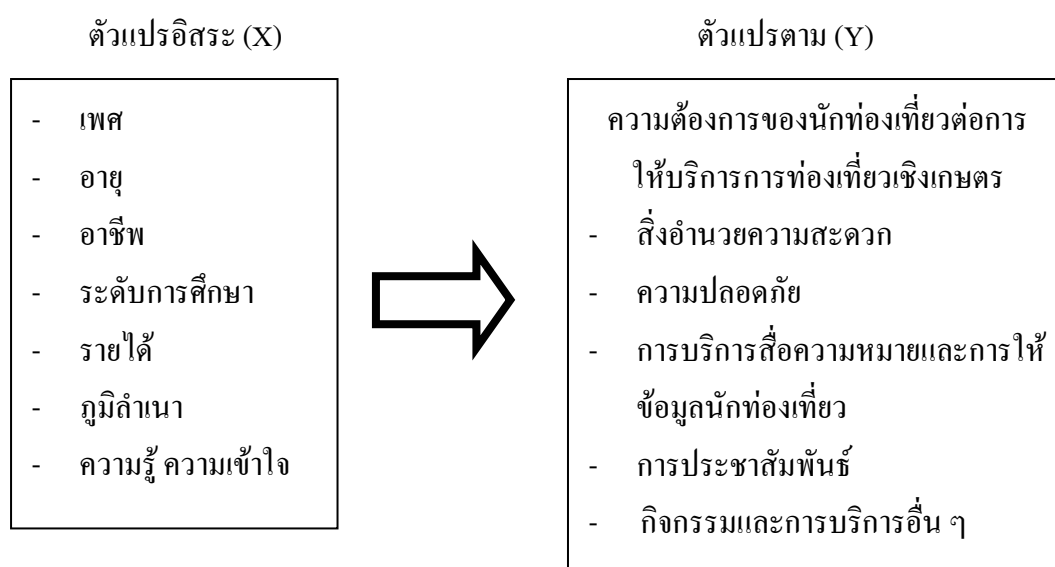 ตัวแปรอิสระ (X)
- เพศ
- อายุ
- อาชีพ
- ระดับการศึกษา
- รายได้
- ภูมิลำเนา
- ความรู้ ความเข้าใจ
ตัวแปรตาม (Y)
ความต้องการของนักท่องเที่ยวต่อการ
ให้บริการการท่องเที่ยวเชิงเกษตร
- สิ่งอำนวยความสะดวก
- ความปลอดภัย
- การบริการสื่อความหมายและการให้
ข้อมูลนักท่องเที่ยว
- การประชาสัมพันธ์
- กิจกรรมและการบริการอื่น ๆ